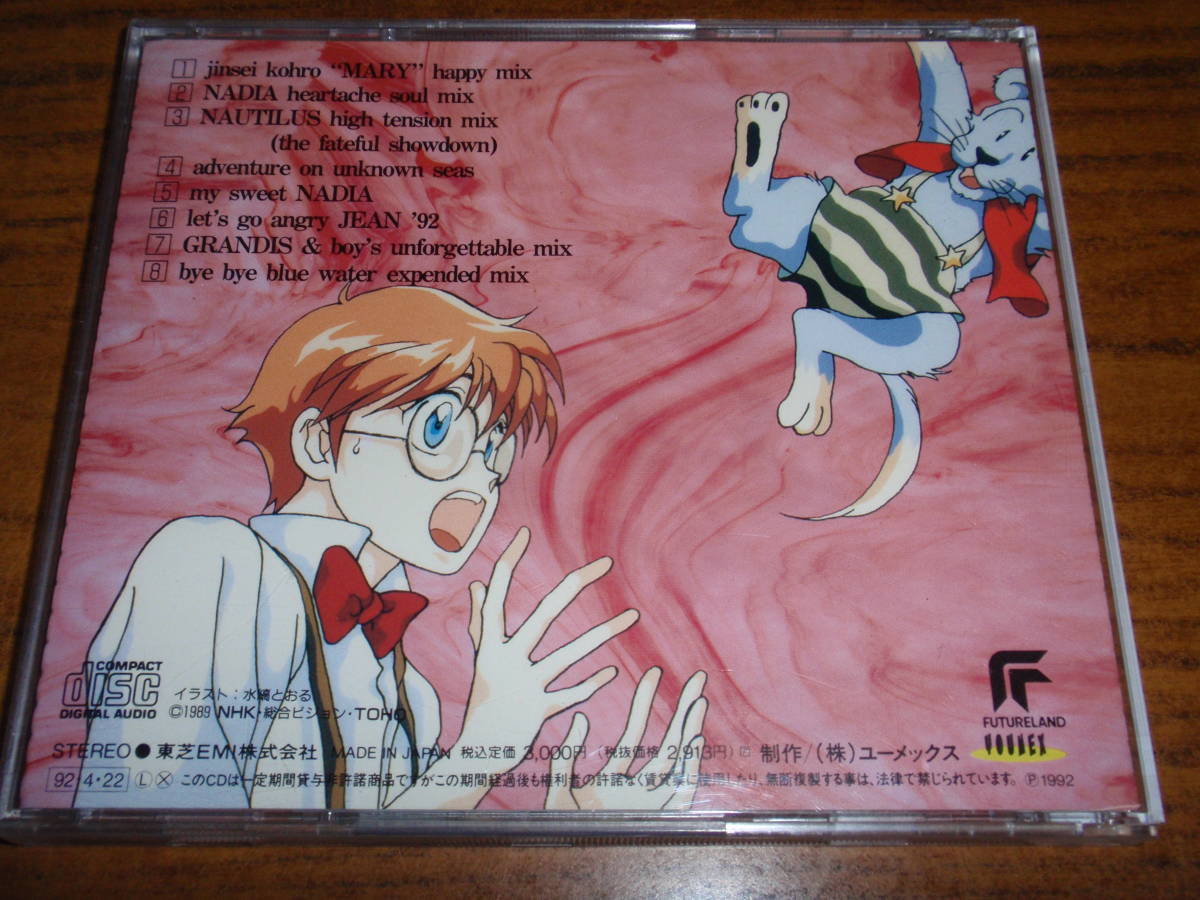 1 jinsei kohro "MARY" happy mix
2 NADIA heartache soul mix
3 NAUTILUS high tension mix
(the fateful showdown)
4 adventure on unknown seas
5 my sweet NADIA
6 let's go angry JEAN '92
7 GRANDIS & boy's unforgettable mix
8 bye bye blue water expended mix
COMPACT
disc
DIGITAL AUDIO
イラスト:水縞とおる
©1989 NHK・総合ビジョン・TOHO
FUTURELAND
YOUMEX
STEREO ● 東芝EMI株式会社 MADE IN JAPAN 税込定価 3,000円 (税抜価格 2,913円) 制作/(株)ユーメックス
92・4・22 Ⓛ Ⓧ このCDは一定期間貸与非許諾商品ですがこの期間経過後も権利者の許諾なく賃貸業に使用したり、無断複製する事は、法律で禁じられています。 ℗1992